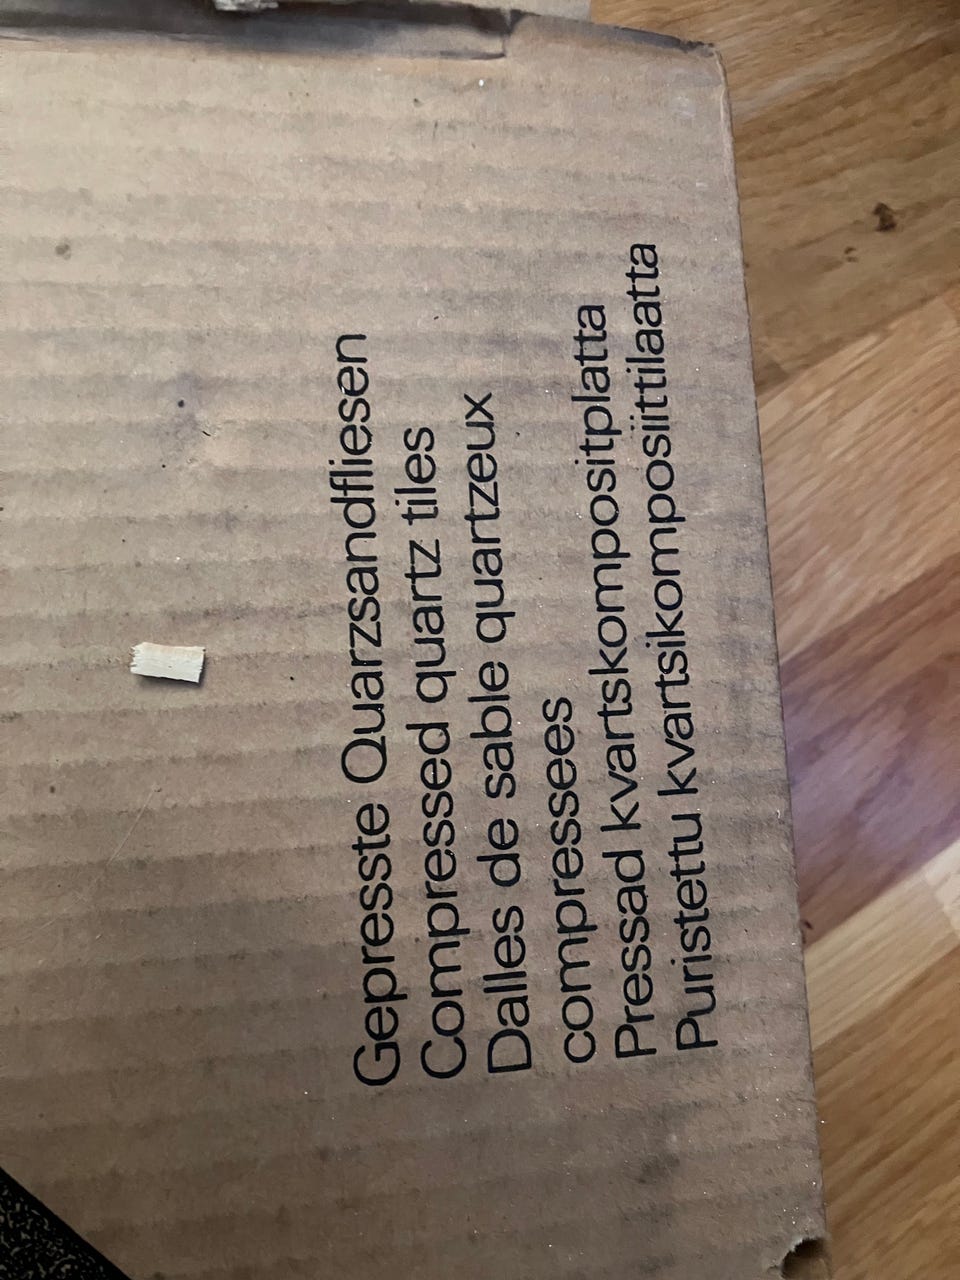 Gepresste Quarzsandfliesen
Compressed quartz tiles
Dalles de sable quartzeux
compressees
Pressad kvartskompositplatta
Puristettu kvartsikomposiittilaatta